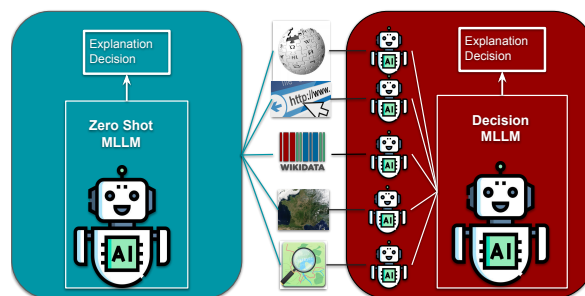 Explanation
Decision
Zero Shot
MLLM
AI
http://www.
WIKIDATA
AI
AI
AI
AI
AI
Explanation
Decision
Decision
MLLM
AI